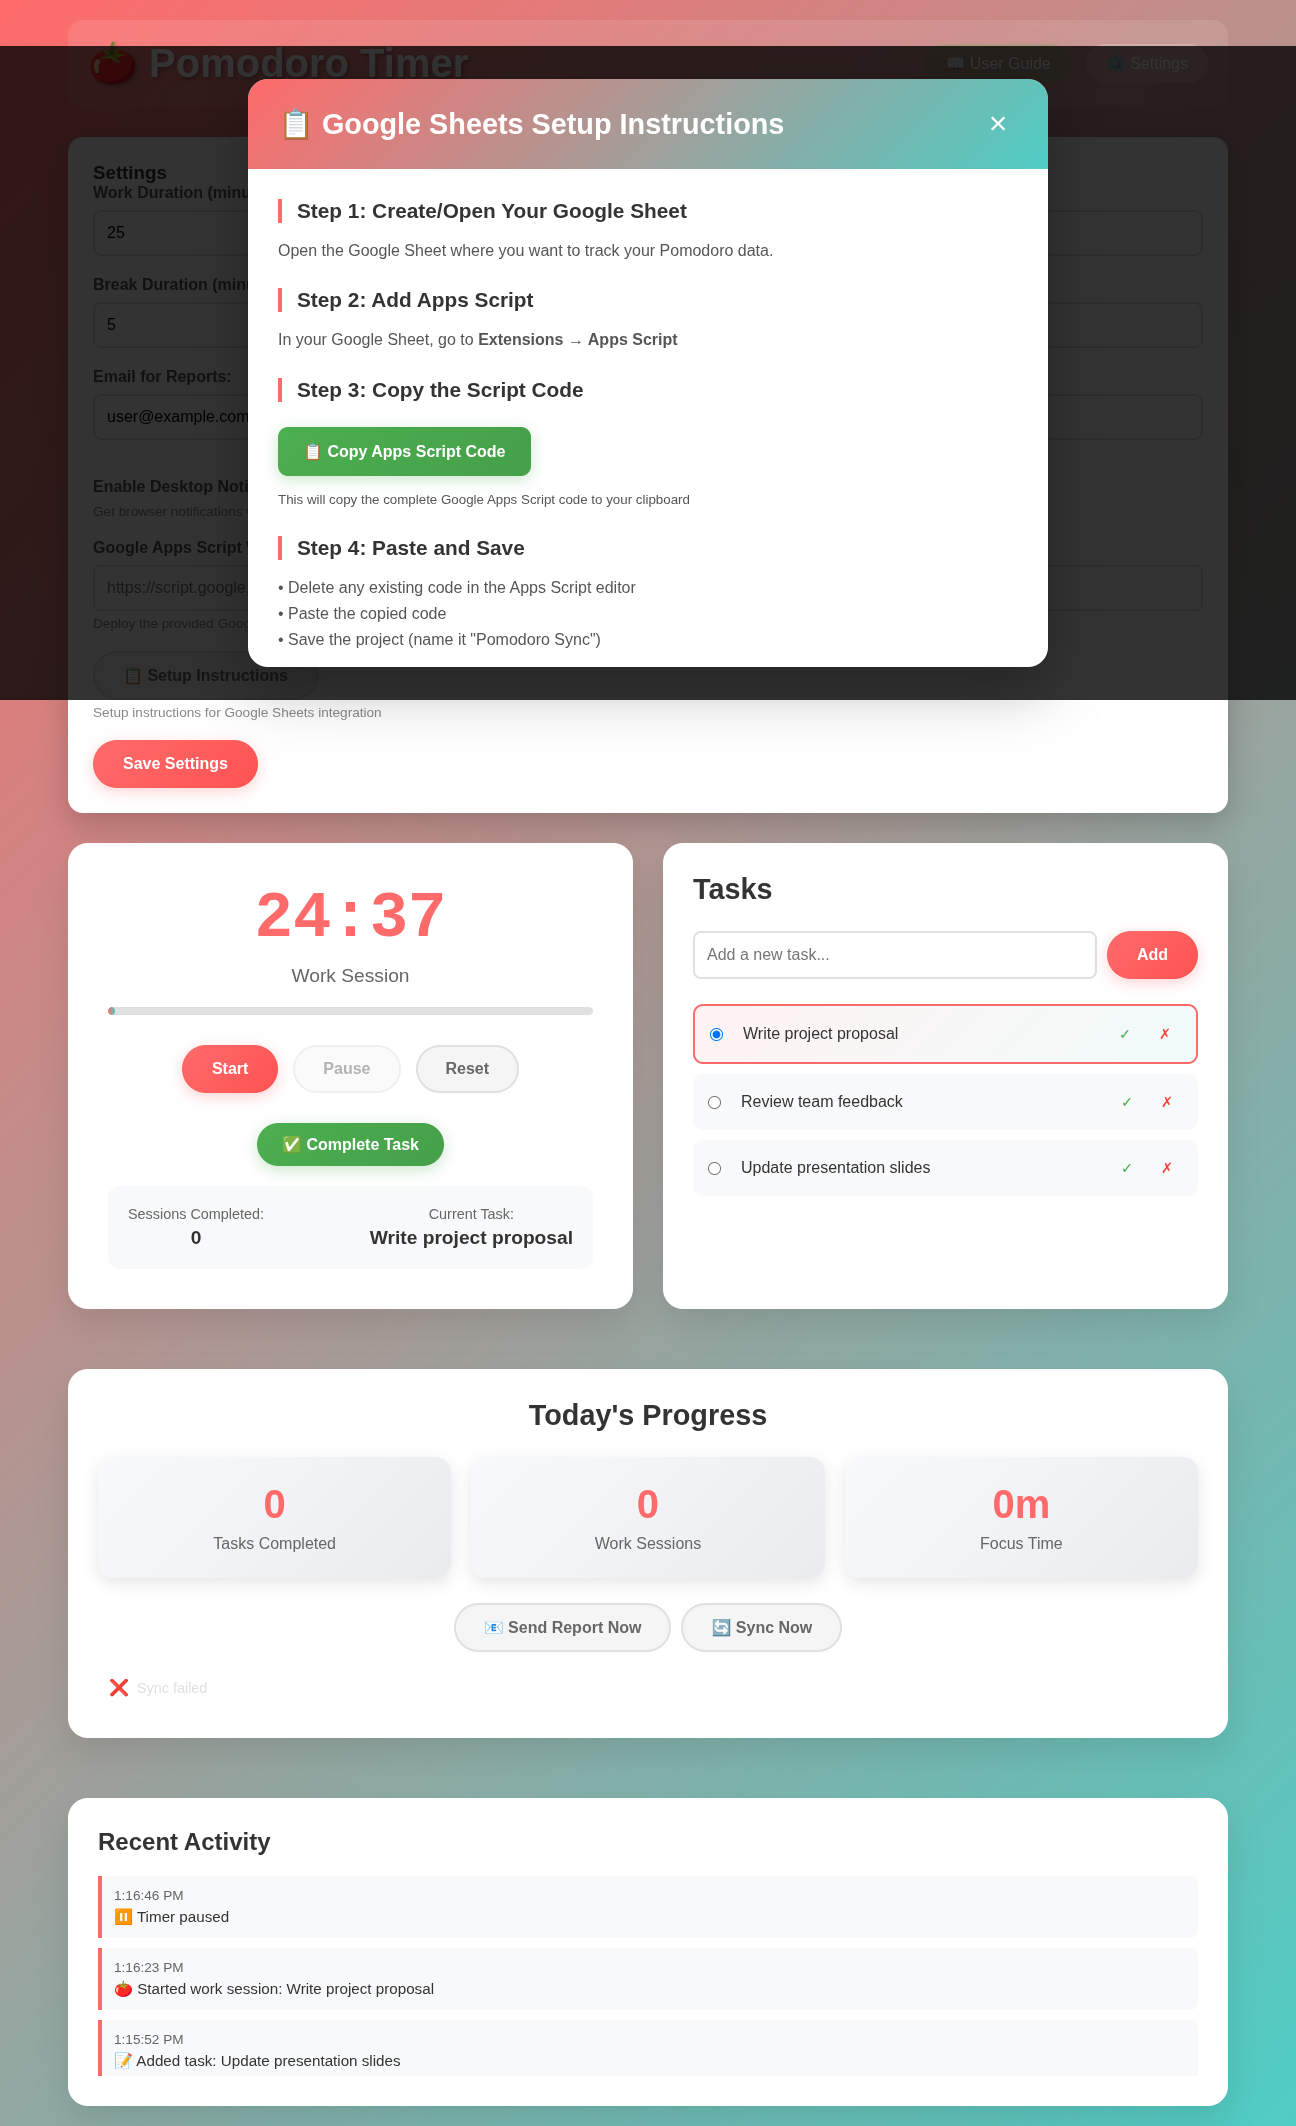 🍅 Pomodoro Timer
📖 User Guide
Settings
📋 Google Sheets Setup Instructions
✕
Step 1: Create/Open Your Google Sheet
Open the Google Sheet where you want to track your Pomodoro data.
Step 2: Add Apps Script
In your Google Sheet, go to Extensions → Apps Script
Step 3: Copy the Script Code
📋 Copy Apps Script Code
This will copy the complete Google Apps Script code to your clipboard
Step 4: Paste and Save
• Delete any existing code in the Apps Script editor
• Paste the copied code
• Save the project (name it "Pomodoro Sync")
Settings
Work Duration
25
Break Duration
5
Email for Reports:
user@example.com
Enable Desktop
Get browser notifications
Google Apps Script
https://script.google.
Deploy the provided
📋 Setup Instructions
Setup instructions for Google Sheets integration
Save Settings
24:37
Work Session
Start
Pause
Reset
✅ Complete Task
Sessions Completed:
0
Current Task:
Write project proposal
Tasks
Add a new task...
Add
Write project proposal ✓ ✗
Review team feedback ✓ ✗
Update presentation slides ✓ ✗
Today's Progress
0
Tasks Completed
0
Work Sessions
0m
Focus Time
📧 Send Report Now
🔄 Sync Now
❌ Sync failed
Recent Activity
1:16:46 PM
⏸️ Timer paused
1:16:23 PM
🍅 Started work session: Write project proposal
1:15:52 PM
📝 Added task: Update presentation slides